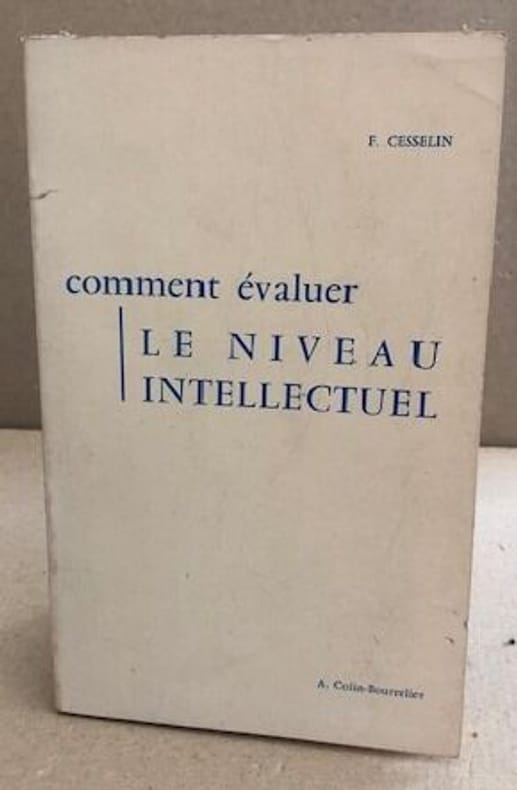 F. CESSELIN
comment évaluer
LE NIVEAU
INTELLECTUEL
A. Colin-Bourrelier